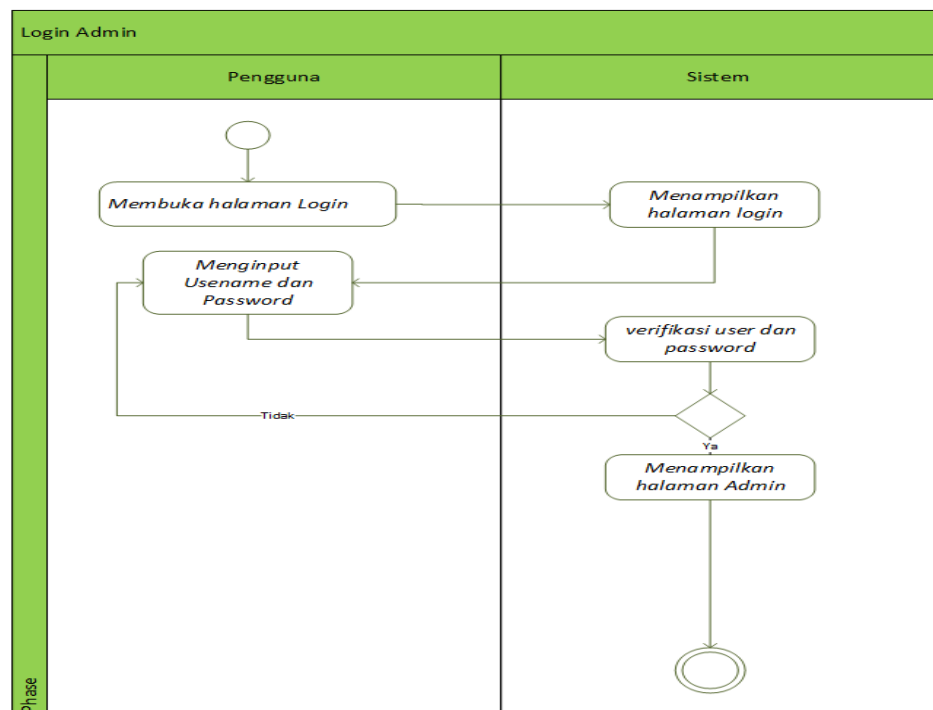 Login Admin
Pengguna
Sistem
Membuka halaman Login
Menampilkan
halaman login
Menginput
Usename dan
Password
verifikasi user dan
password
Tidak
Ya
Menampilkan
halaman Admin
Phase